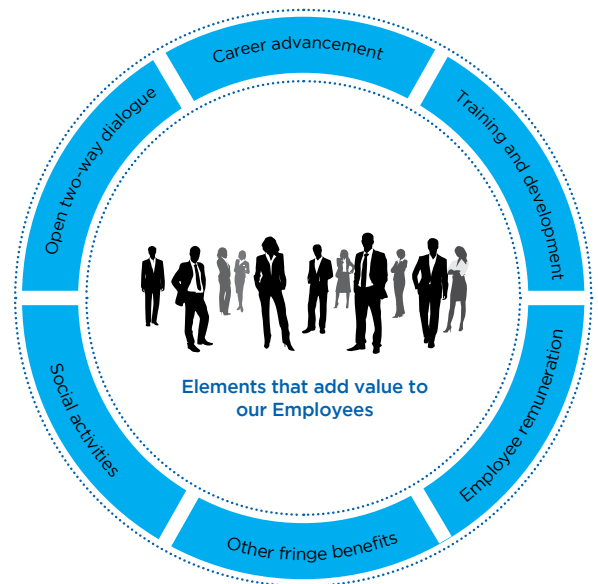 Career advancement
Training and development
Employee remuneration
Other fringe benefits
Social activities
Open two-way dialogue
Elements that add value to
our Employees